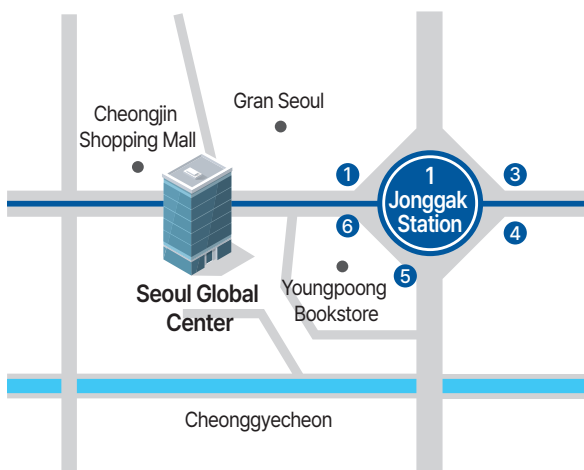 Gran Seoul
Cheongjin
Shopping Mall
1
3
1
Jonggak
Station
6
4
5
Seoul Global
Center
Youngpoong
Bookstore
Cheonggyecheon